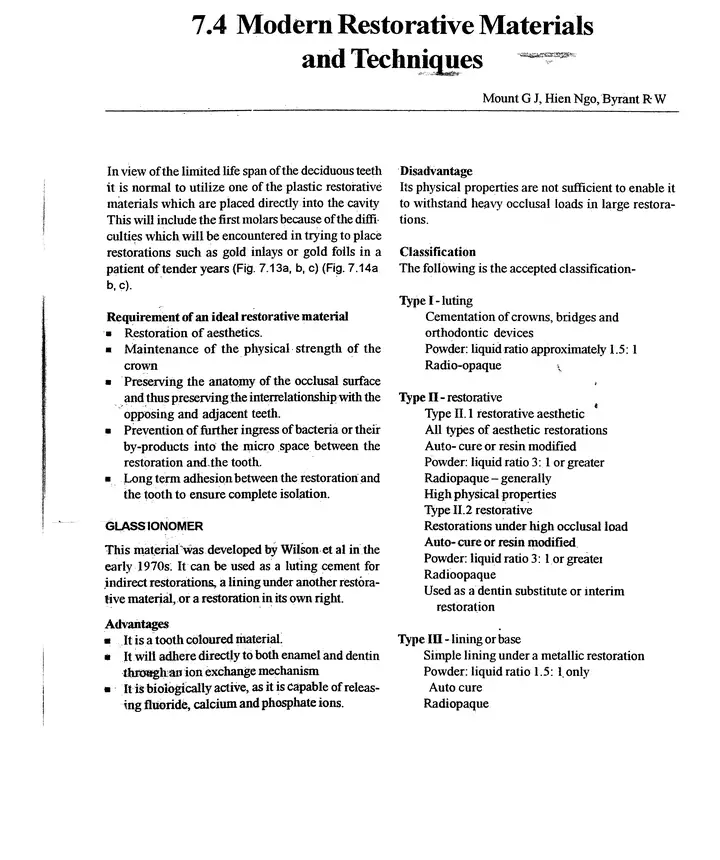 7.4 Modern Restorative Materials
and Techniques
Mount G J, Hien Ngo, Byrant R W
In view of the limited life span of the deciduous teeth
it is normal to utilize one of the plastic restorative
materials which are placed directly into the cavity
This will include the first molars because of the diffi-
culties which will be encountered in trying to place
restorations such as gold inlays or gold foils in a
patient of tender years (Fig. 7.13a, b, c) (Fig. 7.14a
b, c).
Requirement of an ideal restorative material
▪ Restoration of aesthetics.
▪ Maintenance of the physical strength of the
crown
▪ Preserving the anatomy of the occlusal surface
and thus preserving the interrelationship with the
opposing and adjacent teeth.
▪ Prevention of further ingress of bacteria or their
by-products into the micro space between the
restoration and the tooth.
▪ Long term adhesion between the restoration and
the tooth to ensure complete isolation.
GLASS IONOMER
This material was developed by Wilson et al in the
early 1970s. It can be used as a luting cement for
indirect restorations, a lining under another restora-
tive material, or a restoration in its own right.
Advantages
▪ It is a tooth coloured material.
▪ It will adhere directly to both enamel and dentin
through an ion exchange mechanism
▪ It is biologically active, as it is capable of releas-
ing fluoride, calcium and phosphate ions.
Disadvantage
Its physical properties are not sufficient to enable it
to withstand heavy occlusal loads in large restora-
tions.
Classification
The following is the accepted classification-
Type I - luting
Cementation of crowns, bridges and
orthodontic devices
Powder: liquid ratio approximately 1.5: 1
Radio-opaque
Type II - restorative
Type II.1 restorative aesthetic
All types of aesthetic restorations
Auto- cure or resin modified
Powder: liquid ratio 3: 1 or greater
Radiopaque – generally
High physical properties
Type II.2 restorative
Restorations under high occlusal load
Auto- cure or resin modified
Powder: liquid ratio 3: 1 or greater
Radioopaque
Used as a dentin substitute or interim
restoration
Type III - lining or base
Simple lining under a metallic restoration
Powder: liquid ratio 1.5: 1 only
Auto cure
Radiopaque